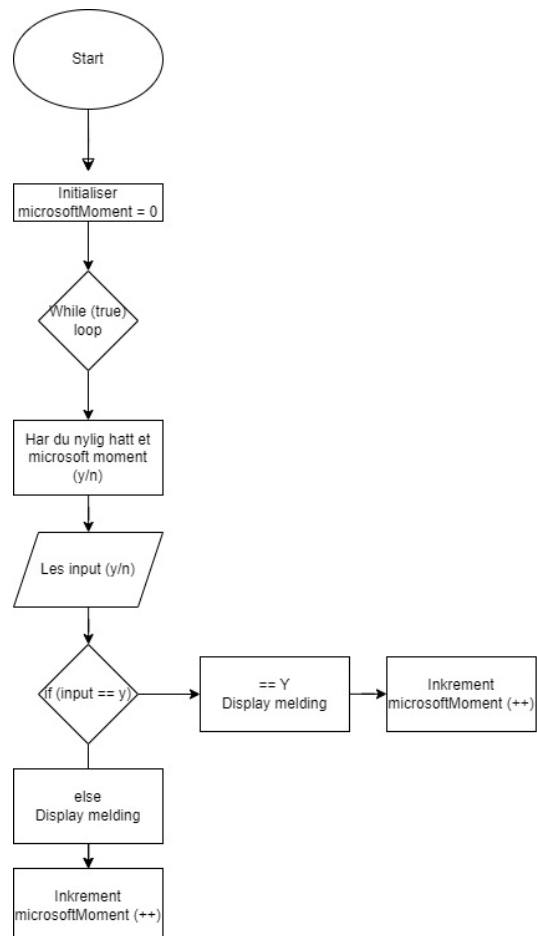 Start
Initialiser
microsoftMoment = 0
While (true)
loop
Har du nylig hatt et
microsoft moment
(y/n)
Les input (y/n)
if (input == y)
== Y
Display melding
Inkrement
microsoftMoment (++)
else
Display melding
Inkrement
microsoftMoment (++)